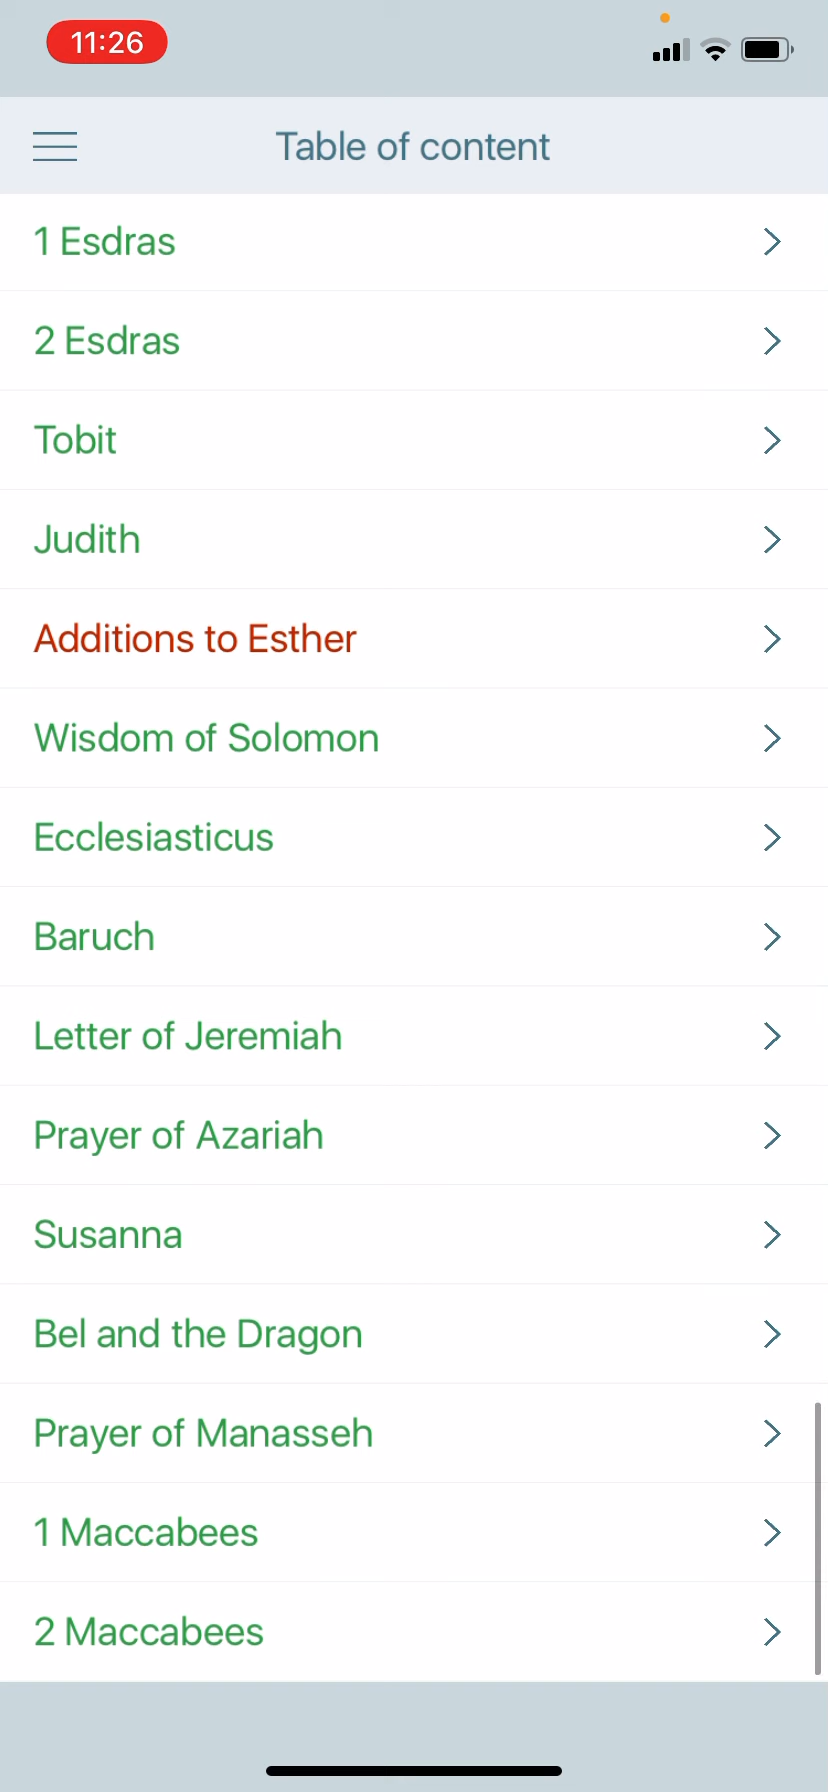 11:26
Table of content
1 Esdras
2 Esdras
Tobit
Judith
Additions to Esther
Wisdom of Solomon
Ecclesiasticus
Baruch
Letter of Jeremiah
Prayer of Azariah
Susanna
Bel and the Dragon
Prayer of Manasseh
1 Maccabees
2 Maccabees